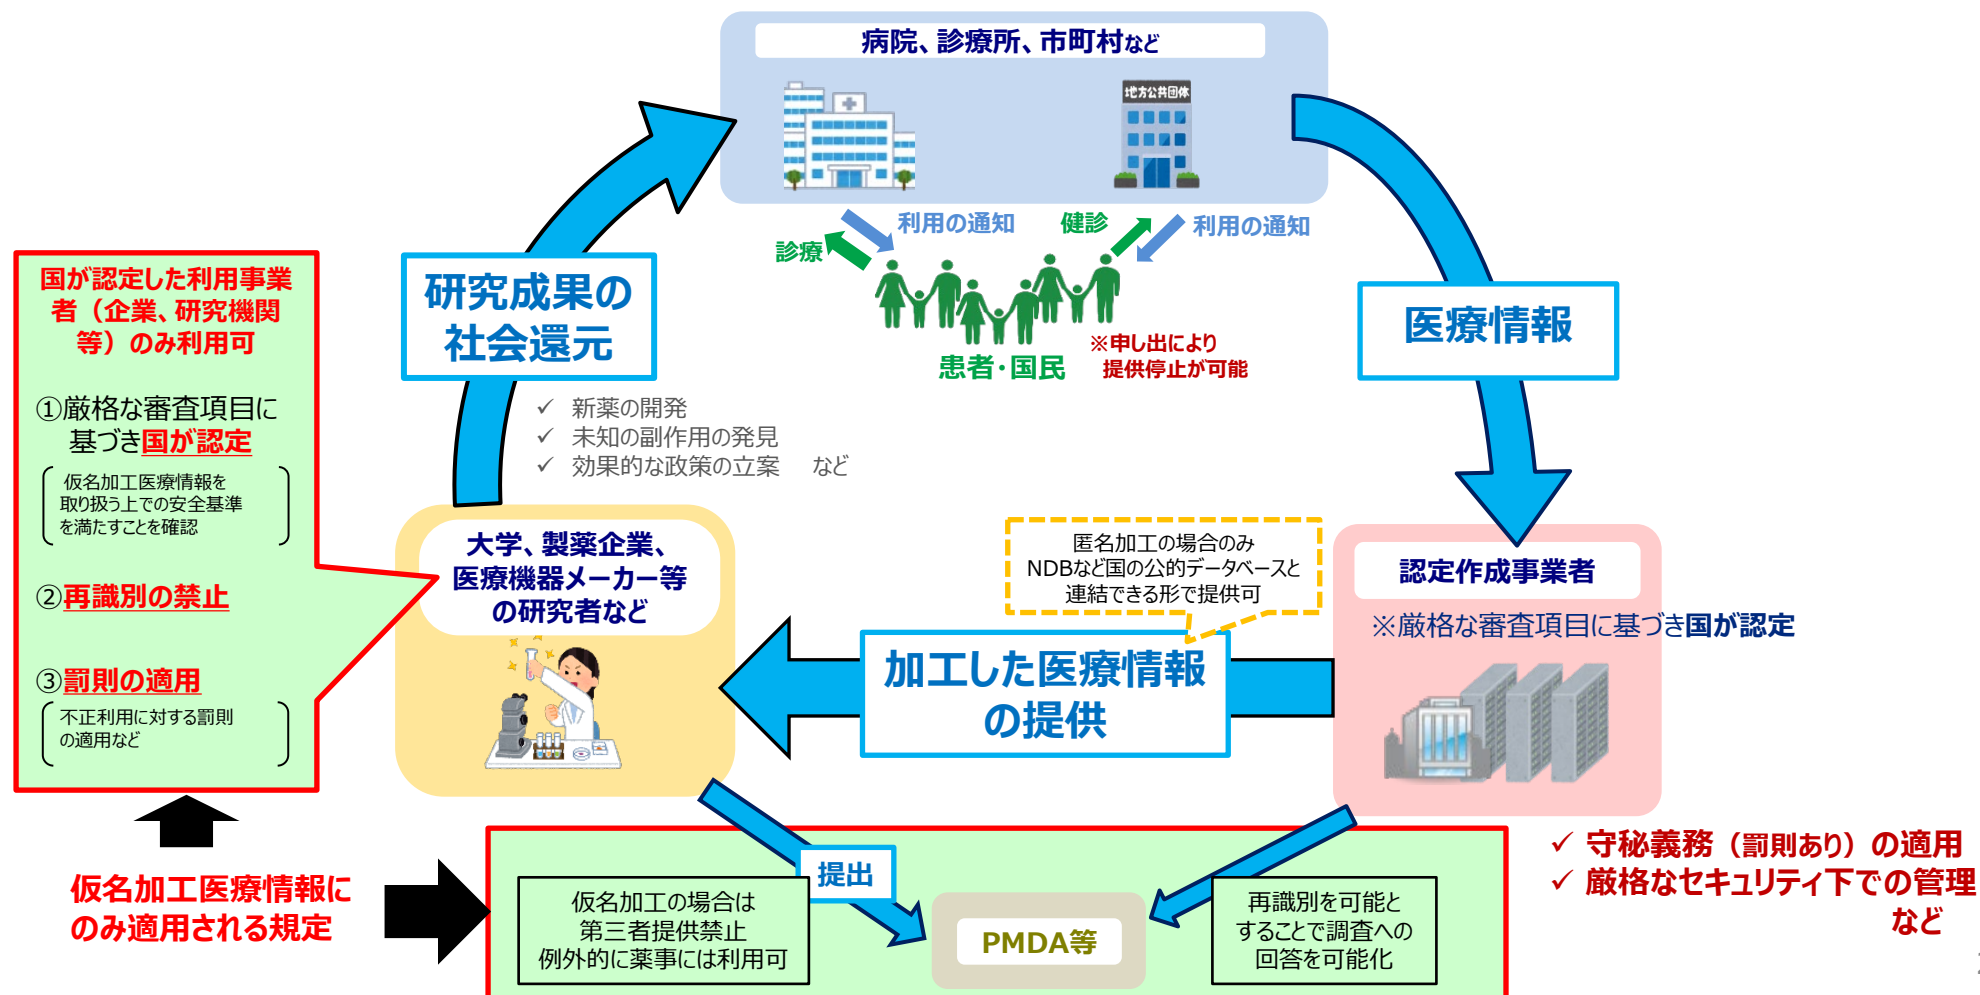 病院、診療所、市町村など
地方公共団体
利用の通知
診療
健診
利用の通知
患者・国民
※申し出により
提供停止が可能
研究成果の
社会還元
✓ 新薬の開発
✓ 未知の副作用の発見
✓ 効果的な政策の立案 など
医療情報
国が認定した利用事業
者（企業、研究機関
等）のみ利用可
①厳格な審査項目に
基づき国が認定
仮名加工医療情報を
取り扱う上での安全基準
を満たすことを確認
②再識別の禁止
③罰則の適用
不正利用に対する罰則
の適用など
大学、製薬企業、
医療機器メーカー等
の研究者など
匿名加工の場合のみ
NDBなど国の公的データベースと
連結できる形で提供可
加工した医療情報
の提供
認定作成事業者
※厳格な審査項目に基づき国が認定
✓ 守秘義務（罰則あり）の適用
✓ 厳格なセキュリティ下での管理
など
仮名加工医療情報に
のみ適用される規定
提出
仮名加工の場合は
第三者提供禁止
例外的に薬事には利用可
PMDA等
再識別を可能と
することで調査への
回答を可能化